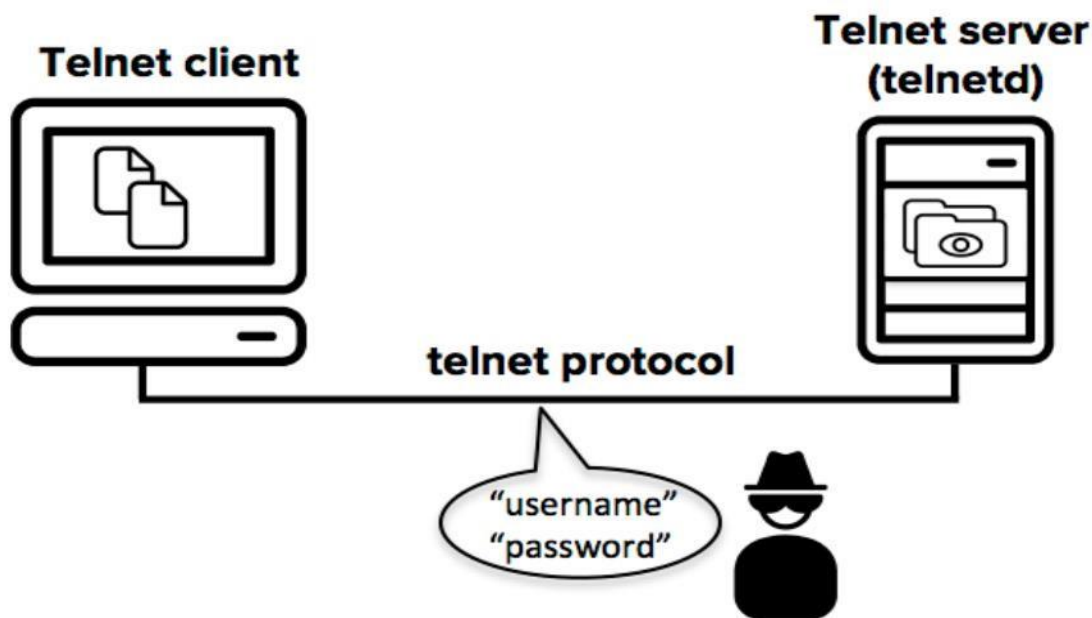 Telnet client
Telnet server
(telnetd)
telnet protocol
“username”
“password”